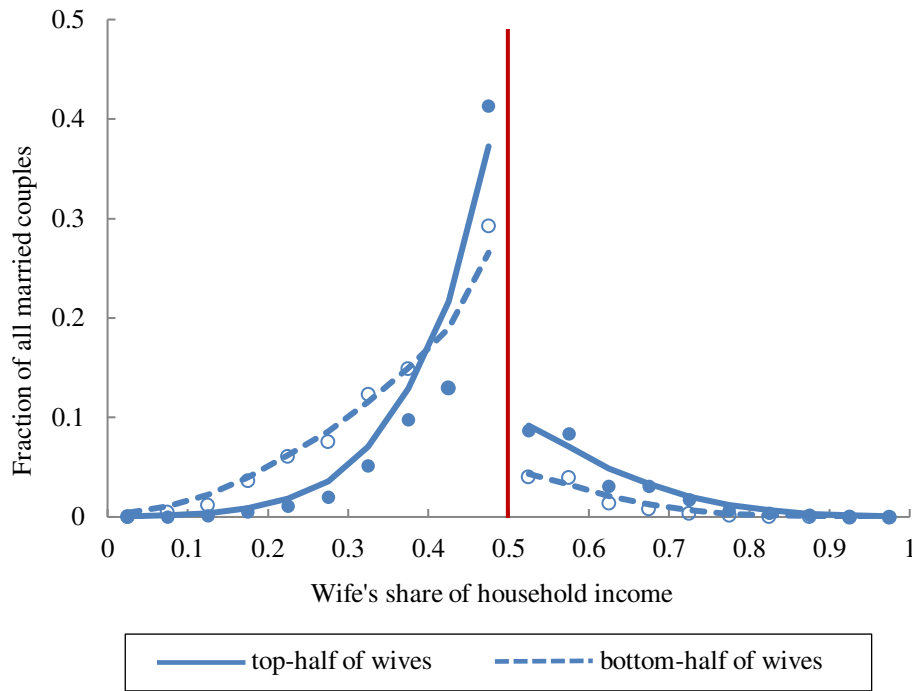 0.5
0.4
0.3
0.2
0.1
0
Fraction of all married couples
0 0.1 0.2 0.3 0.4 0.5 0.6 0.7 0.8 0.9 1
Wife's share of household income
top-half of wives bottom-half of wives